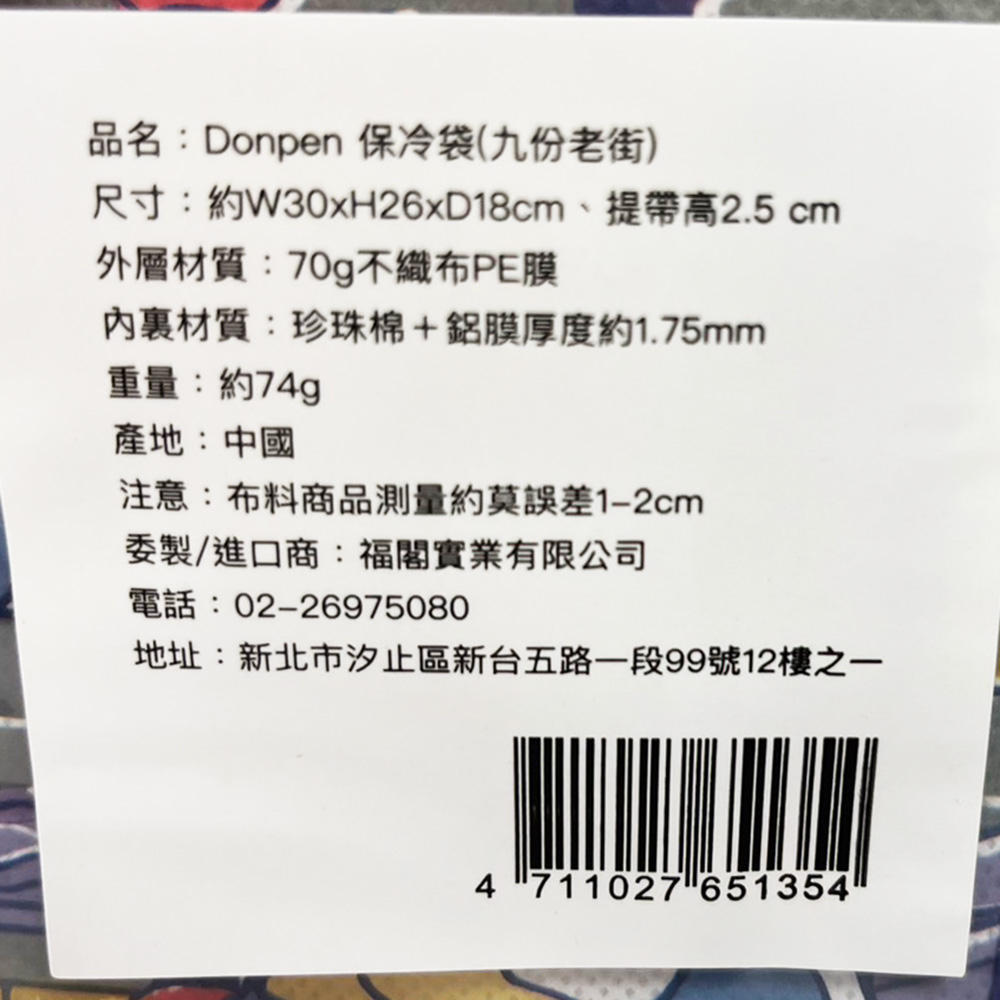 品名：Donpen 保冷袋(九份老街)
尺寸：約W30xH26xD18cm、提帶高2.5 cm
外層材質：70g不織布PE膜
內裏材質：珍珠棉＋鋁膜厚度約1.75mm
重量：約74g
產地：中國
注意：布料商品測量約莫誤差1-2cm
委製/進口商：福閣實業有限公司
電話：02-26975080
地址：新北市汐止區新台五路一段99號12樓之一
4 711027 651354